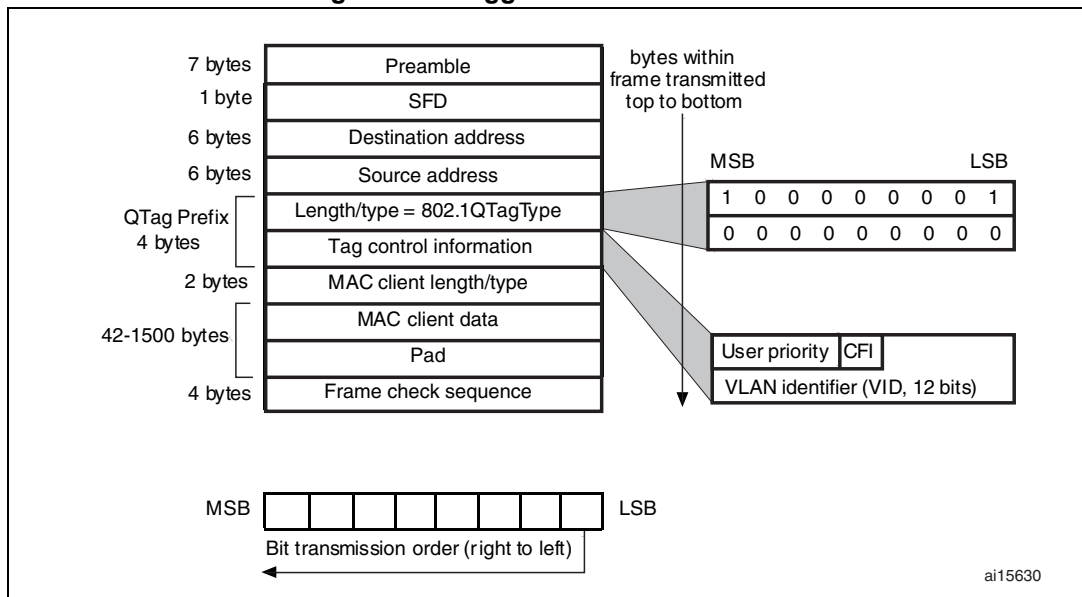 7 bytes Preamble
1 byte SFD
6 bytes Destination address
6 bytes Source address
QTag Prefix
4 bytes
Length/type = 802.1QTagType
Tag control information
2 bytes MAC client length/type
42-1500 bytes
MAC client data
Pad
4 bytes Frame check sequence
bytes within
frame transmitted
top to bottom
MSB LSB
1 0 0 0 0 0 0 0 0 1
0 0 0 0 0 0 0 0 0 0
User priority CFI
VLAN identifier (VID, 12 bits)
MSB LSB
Bit transmission order (right to left)
ai15630